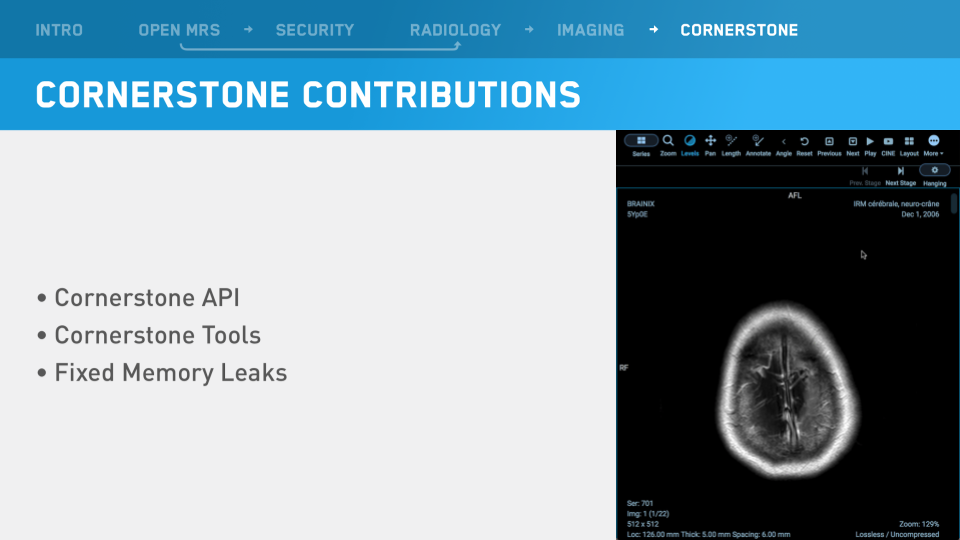 INTRO OPEN MRS → SECURITY RADIOLOGY → IMAGING → CORNERSTONE
CORNERSTONE CONTRIBUTIONS
• Cornerstone API
• Cornerstone Tools
• Fixed Memory Leaks
Series Zoom Levels Pan Length Annotate Angle Reset Previous Next Play CINE Layout More
Prev Stage Next Stage Hanging
AFL
BRAINIX IRM cérébrale, neuro-crâne
5YpGE Dec 1, 2006
RF
Ser: 701
Img: 1 (1/22)
512 x 512 Zoom: 129%
Loc: 126.00 mm Thick: 5.00 mm Spacing: 6.00 mm Lossless / Uncompressed